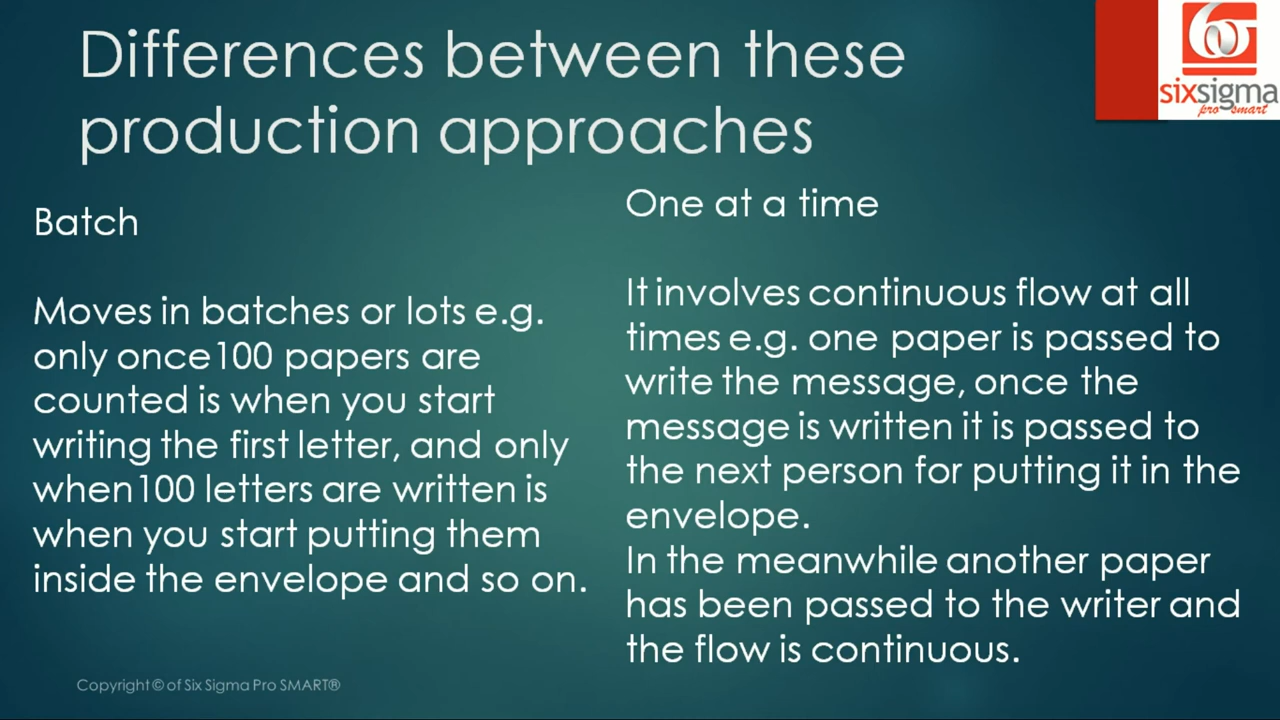 Differences between these
production approaches
sixsigma
pro smart
Batch
Moves in batches or lots e.g.
only once100 papers are
counted is when you start
writing the first letter, and only
when100 letters are written is
when you start putting them
inside the envelope and so on.
One at a time
It involves continuous flow at all
times e.g. one paper is passed to
write the message, once the
message is written it is passed to
the next person for putting it in the
envelope.
In the meanwhile another paper
has been passed to the writer and
the flow is continuous.
Copyright © of Six Sigma Pro SMART®